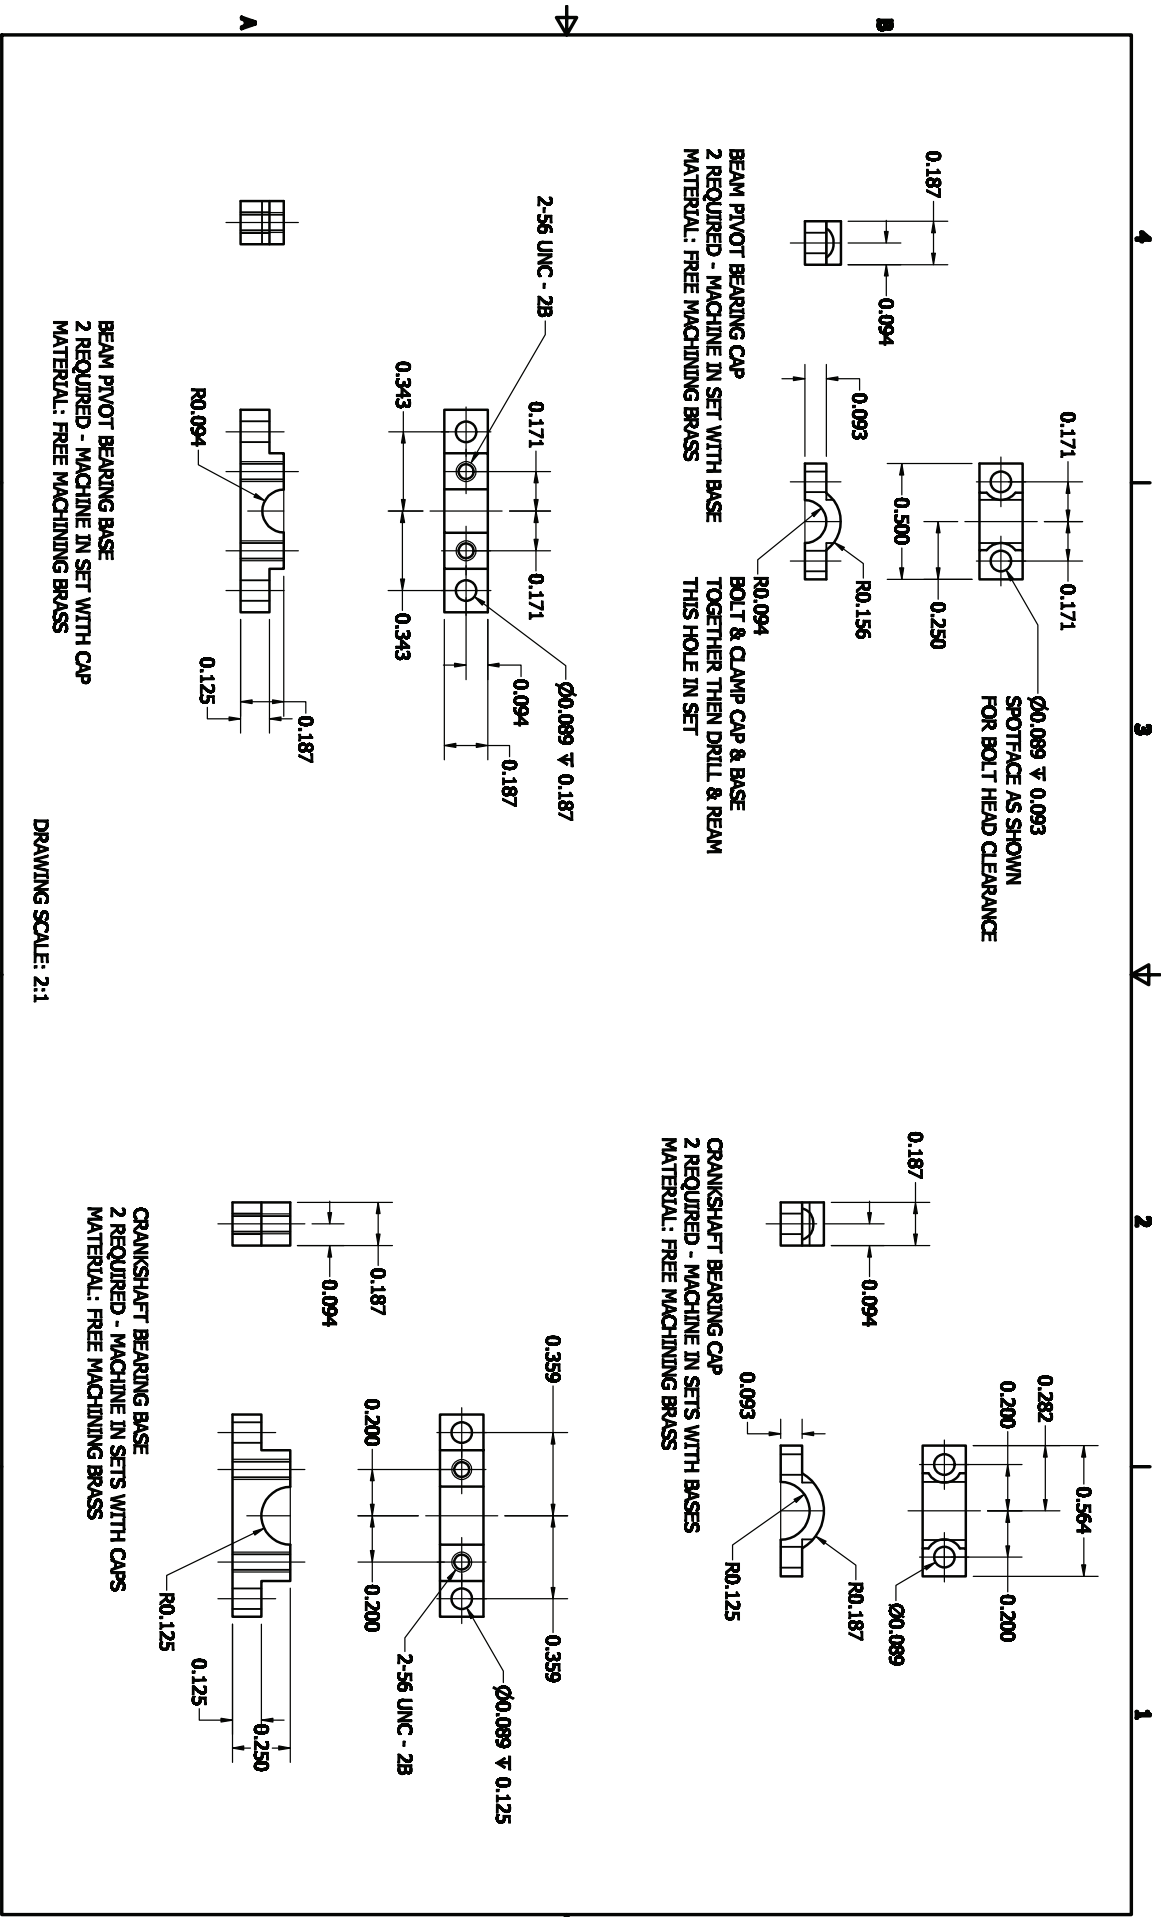 4
3
2
1
B
A
0.171
0.171
Ø0.089 ↧ 0.093
SPOTFACE AS SHOWN
FOR BOLT HEAD CLEARANCE
0.187
0.094
0.500
0.250
0.093
R0.156
R0.094
BEAM PIVOT BEARING CAP
2 REQUIRED - MACHINE IN SET WITH BASE
MATERIAL: FREE MACHINING BRASS
BOLT & CLAMP CAP & BASE
TOGETHER THEN DRILL & REAM
THIS HOLE IN SET
0.282
0.564
0.200
0.200
Ø0.089
0.187
0.094
0.093
R0.187
R0.125
CRANKSHAFT BEARING CAP
2 REQUIRED - MACHINE IN SETS WITH BASES
MATERIAL: FREE MACHINING BRASS
2-56 UNC - 2B
0.171
0.171
Ø0.089 ↧ 0.187
0.094
0.187
0.343
0.343
R0.094
0.187
0.125
BEAM PIVOT BEARING BASE
2 REQUIRED - MACHINE IN SET WITH CAP
MATERIAL: FREE MACHINING BRASS
0.359
0.359
Ø0.089 ↧ 0.125
0.200
0.200
2-56 UNC - 2B
0.187
0.094
0.250
0.125
R0.125
CRANKSHAFT BEARING BASE
2 REQUIRED - MACHINE IN SETS WITH CAPS
MATERIAL: FREE MACHINING BRASS
DRAWING SCALE: 2:1